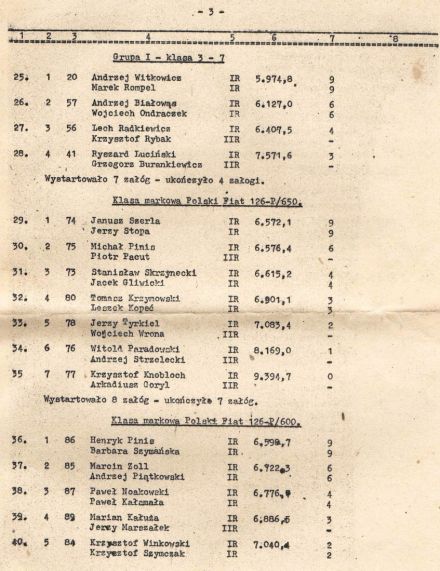 - 3 -
1 2 3 4 5 6 7 8
Grupa I - klasa 3 - 7
25. 1 20 Andrzej Witkowicz IR 5.974,8 9
Marek Rompel IR 9
26. 2 57 Andrzej Białowąs IR 6.127,0 6
Wojciech Ondraczek IR 6
27. 3 56 Lech Radkiewicz IR 6.407,5 4
Krzysztof Rybak IIR -
28. 4 41 Ryszard Luciński IR 7.571,6 3
Grzegorz Burankiewicz IIR -
Wystartowało 7 załóg - ukończyło 4 załogi.
Klasa markowa Polski Fiat 126-P/650.
29. 1 74 Janusz Szerla IR 6.572,1 9
Jerzy Stopa IR 9
30. 2 75 Michał Pinis IR 6.576,4 6
Piotr Pacut IIR -
31. 3 73 Stanisław Skrzynecki IR 6.615,2 4
Jacek Gliwicki IR 4
32. 4 80 Tomasz Krzynowski IR 6.901,1 3
Leszek Kopeć IR 3
33. 5 78 Jerzy Tyrkiel IR 7.083,4 2
Wojciech Wrona IIR -
34. 6 76 Witold Paradowski IR 8.169,0 1
Andrzej Strzelecki IIR -
35 7 77 Krzysztof Knobloch IR 9.394,7 0
Arkadiusz Goryl IIR -
Wystartowało 8 załóg - ukończyło 7 załóg.
Klasa markowa Polski Fiat 126-P/600.
36. 1 86 Henryk Pinis IR 6.598,7 9
Barbara Szymańska IR 9
37. 2 85 Marcin Zoll IR 6.722,3 6
Andrzej Piątkowski IR 6
38. 3 87 Paweł Noakowski IR 4
Paweł Kałamała IR 4
39. 4 89 Marian Kałuża IR 6.886,5 3
Jerzy Marszałek IIR -
40. 5 84 Krzysztof Winkowski IR 7.040,4 2
Krzysztof Szymczak IR 2